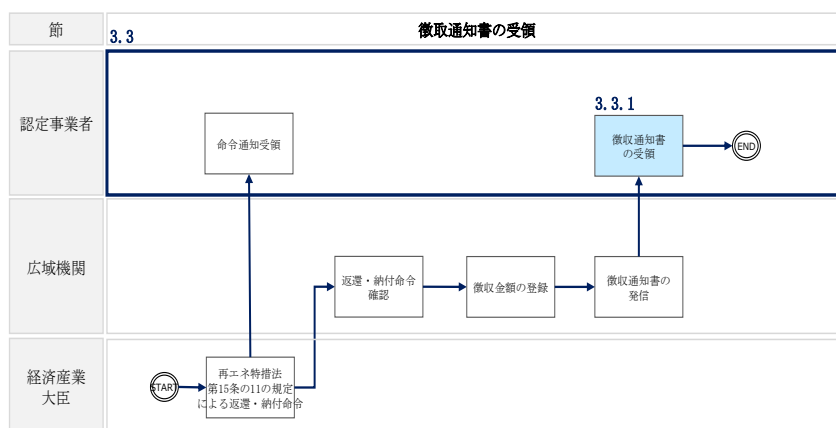 節
3.3
徴取通知書の受領
認定事業者
命令通知受領
3.3.1
徴収通知書
の受領
END
広域機関
返還・納付命令
確認
徴収金額の登録
徴収通知書の
発信
経済産業
大臣
START
再エネ特措法
第15条の11の規定
による返還・納付命令